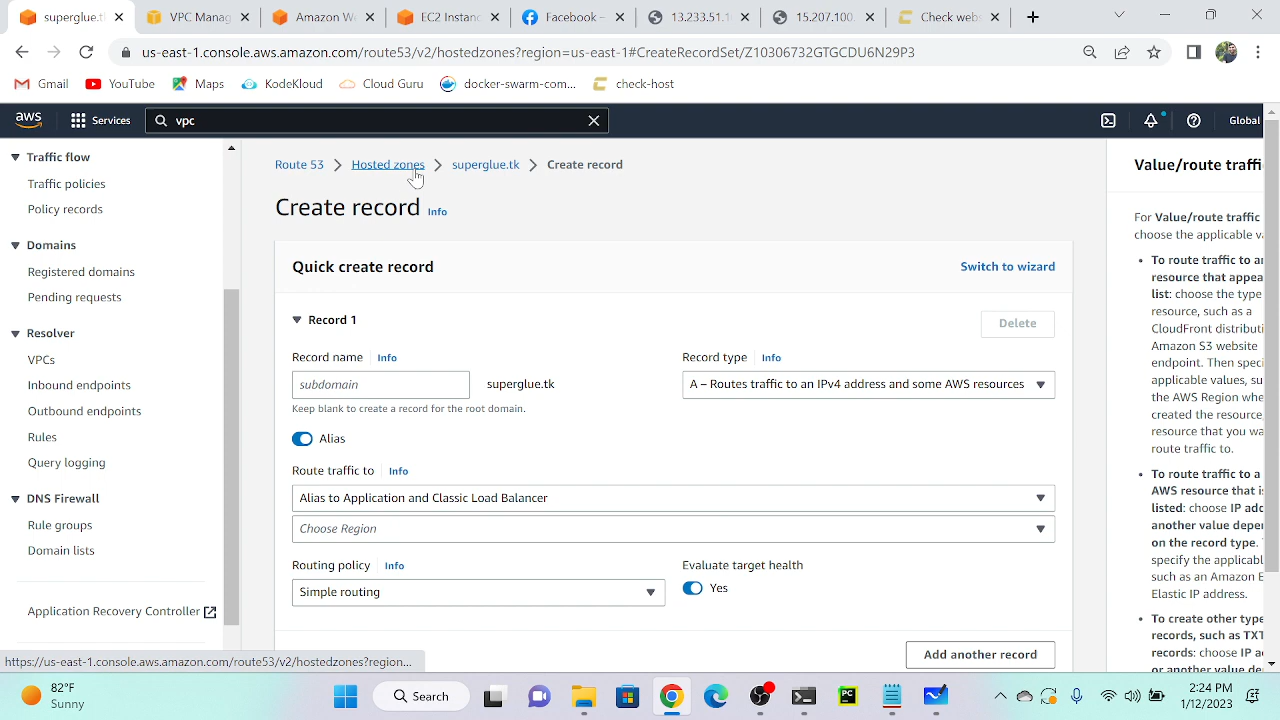 superglue.t
VPC Manag
Amazon W
EC2 Instanc
Facebook –
13.233.51.1
3.207.100.
Check webs
us-east-1.console.aws.amazon.com/route53/v2/hostedzones?region=us-east-1#CreateRecordSet/Z10306732GTGCDU6N29P3
Gmail
YouTube
Maps
KodeKloud
Cloud Guru
docker-swarm-com...
check-host
aws
Services
vpc
Global
Traffic flow
Traffic policies
Policy records
Domains
Registered domains
Pending requests
Resolver
VPCs
Inbound endpoints
Outbound endpoints
Rules
Query logging
DNS Firewall
Rule groups
Domain lists
Application Recovery Controller
Route 53
Hosted zones
superglue.tk
Create record
Create record Info
Quick create record
Switch to wizard
Record 1
Delete
Record name Info
subdomain
superglue.tk
Keep blank to create a record for the root domain.
Record type Info
A – Routes traffic to an IPv4 address and some AWS resources
Alias
Route traffic to Info
Alias to Application and Classic Load Balancer
Choose Region
Routing policy Info
Simple routing
Evaluate target health
Yes
Add another record
Value/route traffi
For Value/route traffic
choose the applicable va
• To route traffic to an
resource that appea
list: choose the type
resource, such as a
CloudFront distributi
Amazon S3 website
endpoint. Then speci
applicable values, su
the AWS Region whe
created the resource
resource that you wa
route traffic to.
• To route traffic to a
AWS resource that is
listed: choose IP add
another value depen
on the record type. T
specify the applicabl
such as an Amazon E
Elastic IP address.
• To create other type
records, such as TXT
records: choose IP a
or another value de
https://us-east-1.console.aws.amazon.com/route53/v2/hostedzones?region...
82°F
Sunny
Search
PC
2:24 PM
1/12/2023